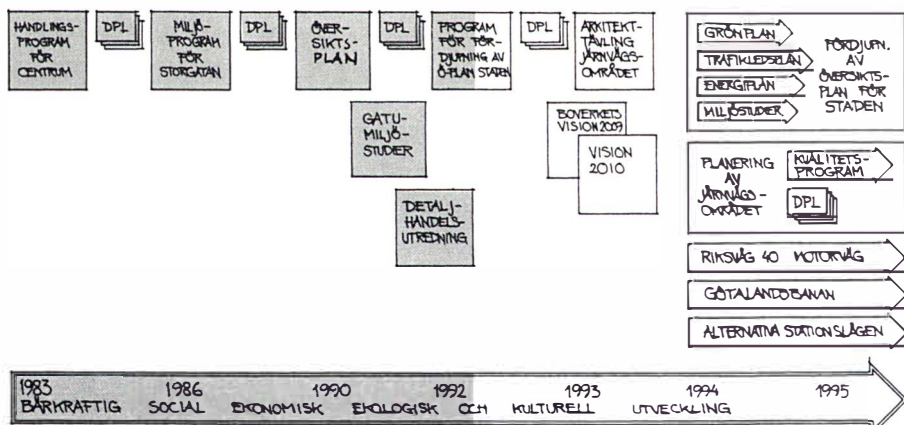 HANDLINGS-
PROGRAM
FÖR
CENTRUM
DPL
MILJÖ-
PROGRAM
FÖR
STORGATAN
DPL
ÖVER-
SIKTS-
PLAN
DPL
PROGRAM
FÖR FÖR-
DJUPNING AV
Ö-PLAN STADEN
DPL
ARKITEKT-
TÄVLING
JÄRNVÄGS-
OMRÅDET
GATU-
MILJÖ-
STUDIER
BOVERKETS
VISION 2009
VISION
2010
DETALJ-
HANDELS-
UTREDNING
GRÖNPLAN
TRAFIKLEDSPLAN
ENERGIPLAN
MILJÖSTUDIER
FÖRDJUPN.
AV
ÖVERSIKTS-
PLAN FÖR
STADEN
PLANERING
AV
JÄRNVÄGS-
OMRÅDET
KVALITETS-
PROGRAM
DPL
RIKSVÄG 40 MOTORVÄG
GÖTALANDSBANAN
ALTERNATIVA STATIONSLÄGEN
1983 1986 1990 1992 1993 1994 1995
BÄRKRAFTIG SOCIAL EKONOMISK EKOLOGISK OCH KULTURELL UTVECKLING